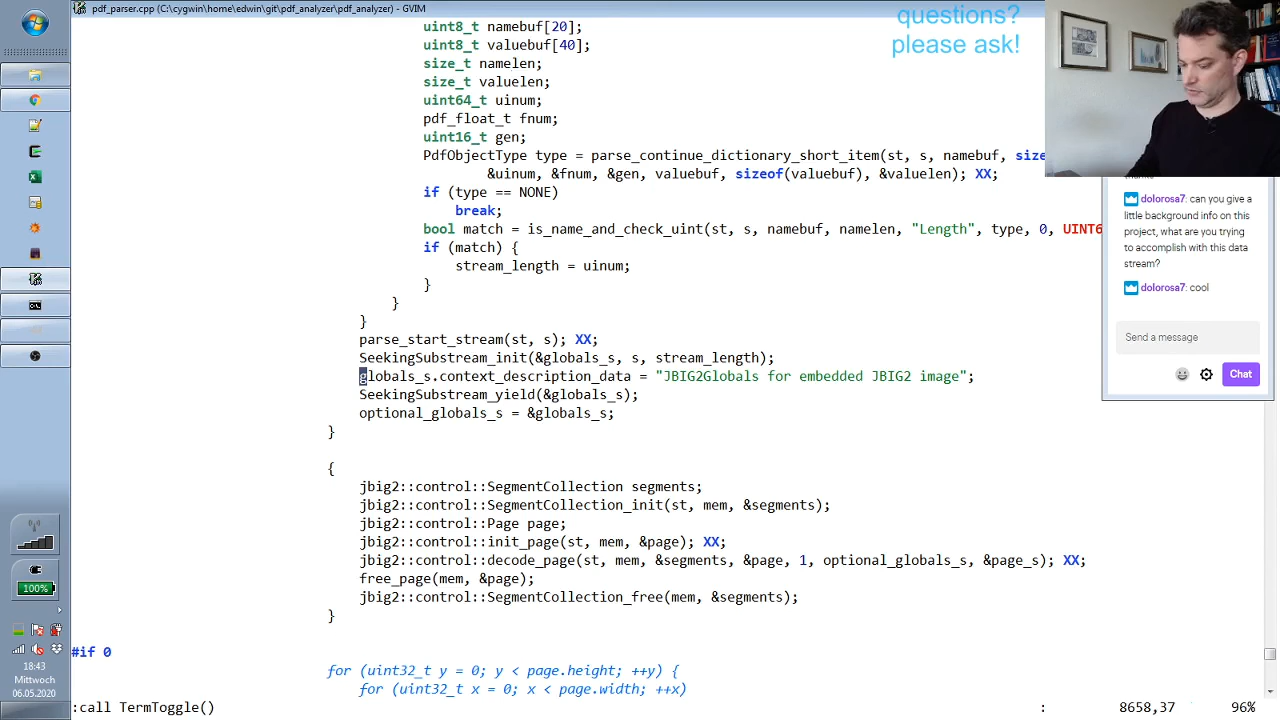 pdf_parser.cpp (C:\cygwin\home\edwin\git\pdf_analyzer\pdf_analyzer) - GVIM
questions?
please ask!
uint8_t namebuf[20];
uint8_t valuebuf[40];
size_t namelen;
size_t valuelen;
uint64_t uinum;
pdf_float_t fnum;
uint16_t gen;
PdfObjectType type = parse_continue_dictionary_short_item(st, s, namebuf, size
&uinum, &fnum, &gen, valuebuf, sizeof(valuebuf), &valuelen); XX;
if (type == NONE)
break;
bool match = is_name_and_check_uint(st, s, namebuf, namelen, "Length", type, 0, UINT6
if (match) {
stream_length = uinum;
}
}
}
parse_start_stream(st, s); XX;
SeekingSubstream_init(&globals_s, s, stream_length);
globals_s.context_description_data = "JBIG2Globals for embedded JBIG2 image";
SeekingSubstream_yield(&globals_s);
optional_globals_s = &globals_s;
}
{
jbig2::control::SegmentCollection segments;
jbig2::control::SegmentCollection_init(st, mem, &segments);
jbig2::control::Page page;
jbig2::control::init_page(st, mem, &page); XX;
jbig2::control::decode_page(st, mem, &segments, &page, 1, optional_globals_s, &page_s); XX;
free_page(mem, &page);
jbig2::control::SegmentCollection_free(mem, &segments);
}
#if 0
for (uint32_t y = 0; y < page.height; ++y) {
for (uint32_t x = 0; x < page.width; ++x)
:call TermToggle()
:
8658,37
96%
dolorosa7: can you give a
little background info on this
project, what are you trying
to accomplish with this data
stream?
dolorosa7: cool
Send a message
Chat
100%
18:43
Mittwoch
06.05.2020